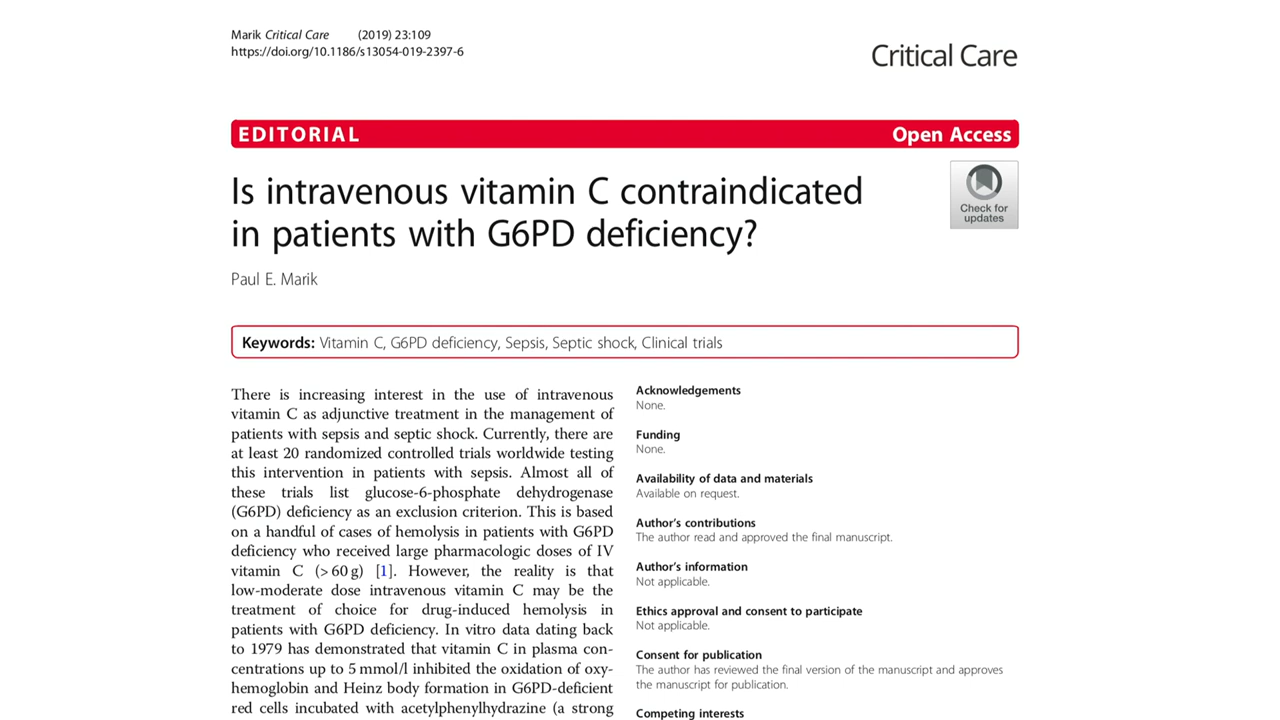 Marik Critical Care (2019) 23:109
https://doi.org/10.1186/s13054-019-2397-6
Critical Care
EDITORIAL
Open Access
Is intravenous vitamin C contraindicated
in patients with G6PD deficiency?
Check for
updates
Paul E. Marik
Keywords: Vitamin C, G6PD deficiency, Sepsis, Septic shock, Clinical trials
There is increasing interest in the use of intravenous
vitamin C as adjunctive treatment in the management of
patients with sepsis and septic shock. Currently, there are
at least 20 randomized controlled trials worldwide testing
this intervention in patients with sepsis. Almost all of
these trials list glucose-6-phosphate dehydrogenase
(G6PD) deficiency as an exclusion criterion. This is based
on a handful of cases of hemolysis in patients with G6PD
deficiency who received large pharmacologic doses of IV
vitamin C (> 60 g) [1]. However, the reality is that
low-moderate dose intravenous vitamin C may be the
treatment of choice for drug-induced hemolysis in
patients with G6PD deficiency. In vitro data dating back
to 1979 has demonstrated that vitamin C in plasma con-
centrations up to 5 mmol/l inhibited the oxidation of oxy-
hemoglobin and Heinz body formation in G6PD-deficient
red cells incubated with acetylphenylhydrazine (a strong
Acknowledgements
None.
Funding
None.
Availability of data and materials
Available on request.
Author's contributions
The author read and approved the final manuscript.
Author's information
Not applicable.
Ethics approval and consent to participate
Not applicable.
Consent for publication
The author has reviewed the final version of the manuscript and approves
the manuscript for publication.
Competing interests